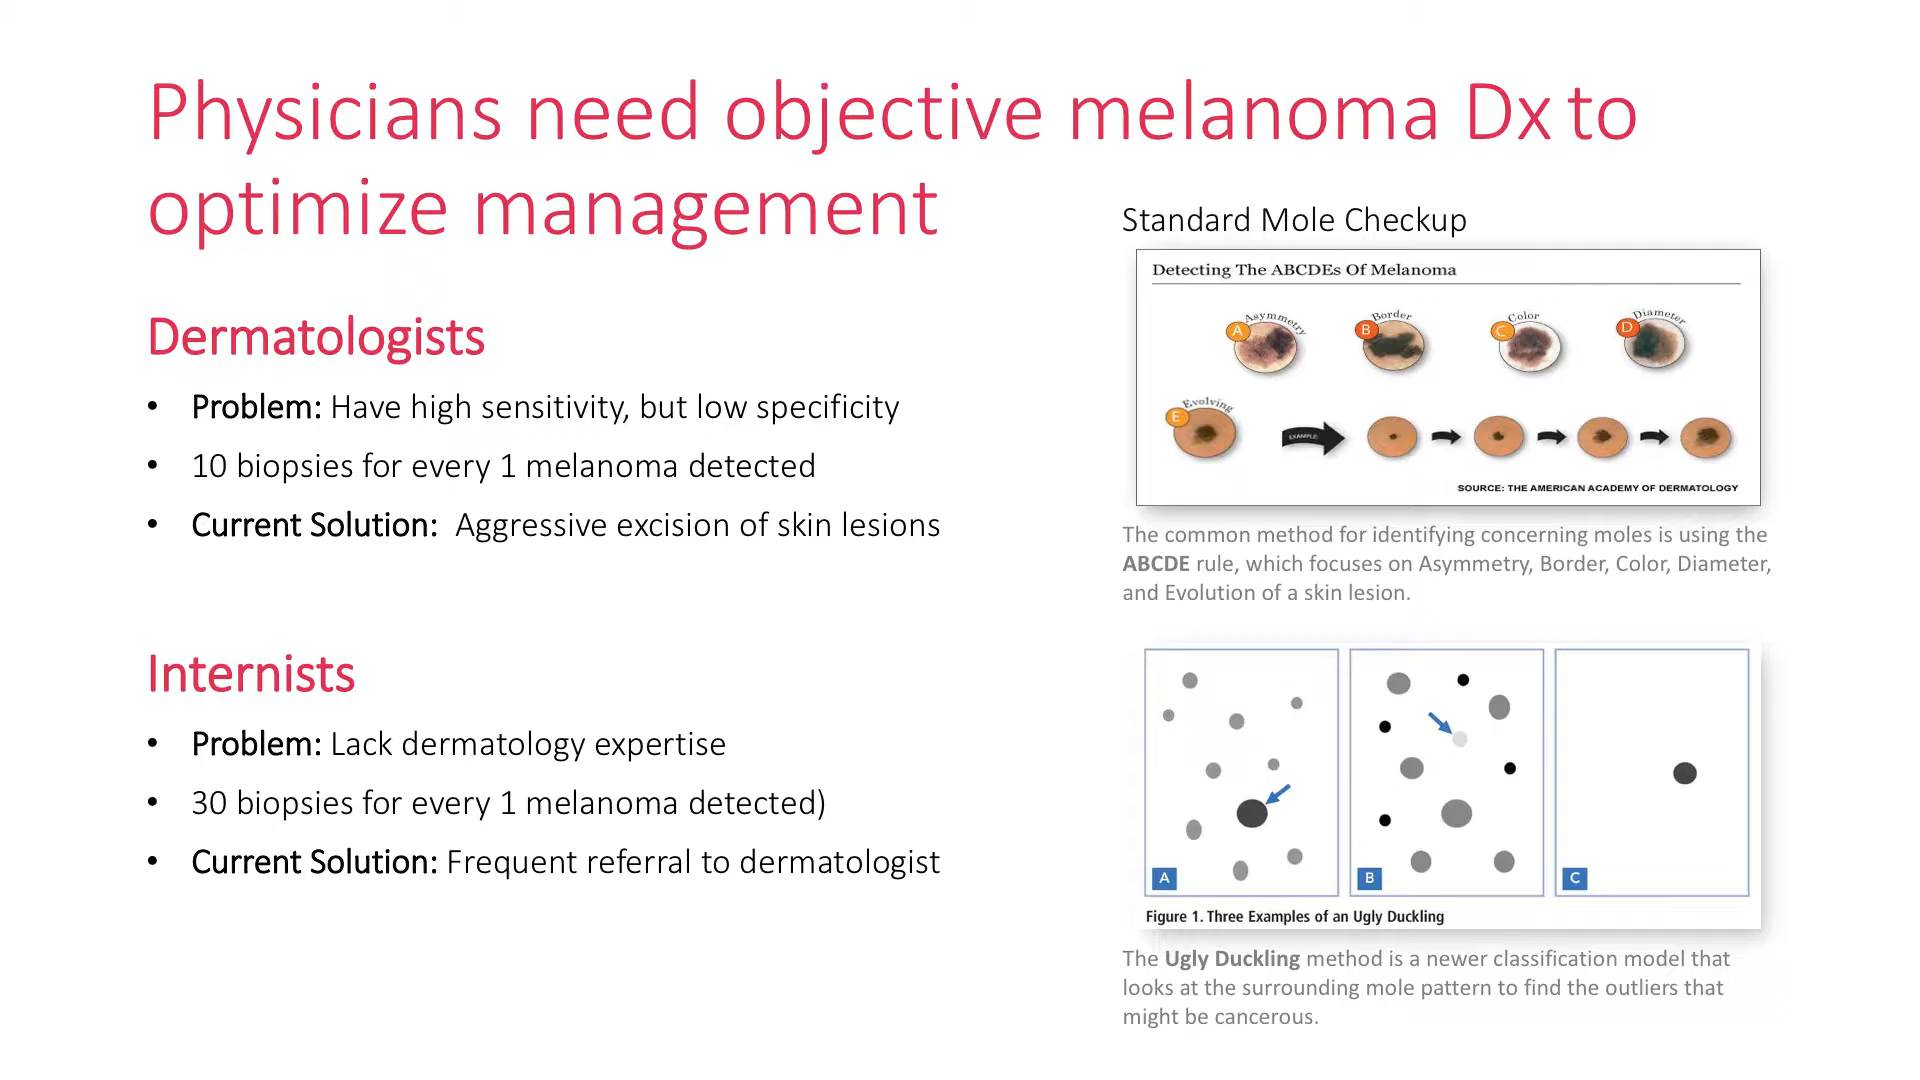 Physicians need objective melanoma Dx to
optimize management
Dermatologists
• Problem: Have high sensitivity, but low specificity
• 10 biopsies for every 1 melanoma detected
• Current Solution:  Aggressive excision of skin lesions
Internists
• Problem: Lack dermatology expertise
• 30 biopsies for every 1 melanoma detected)
• Current Solution: Frequent referral to dermatologist
Standard Mole Checkup
Detecting The ABCDEs Of Melanoma
A Asymmetry
B Border
C Color
D Diameter
E Evolving
EXAMPLE:
SOURCE: THE AMERICAN ACADEMY OF DERMATOLOGY
The common method for identifying concerning moles is using the
ABCDE rule, which focuses on Asymmetry, Border, Color, Diameter,
and Evolution of a skin lesion.
A
B
C
Figure 1. Three Examples of an Ugly Duckling
The Ugly Duckling method is a newer classification model that
looks at the surrounding mole pattern to find the outliers that
might be cancerous.